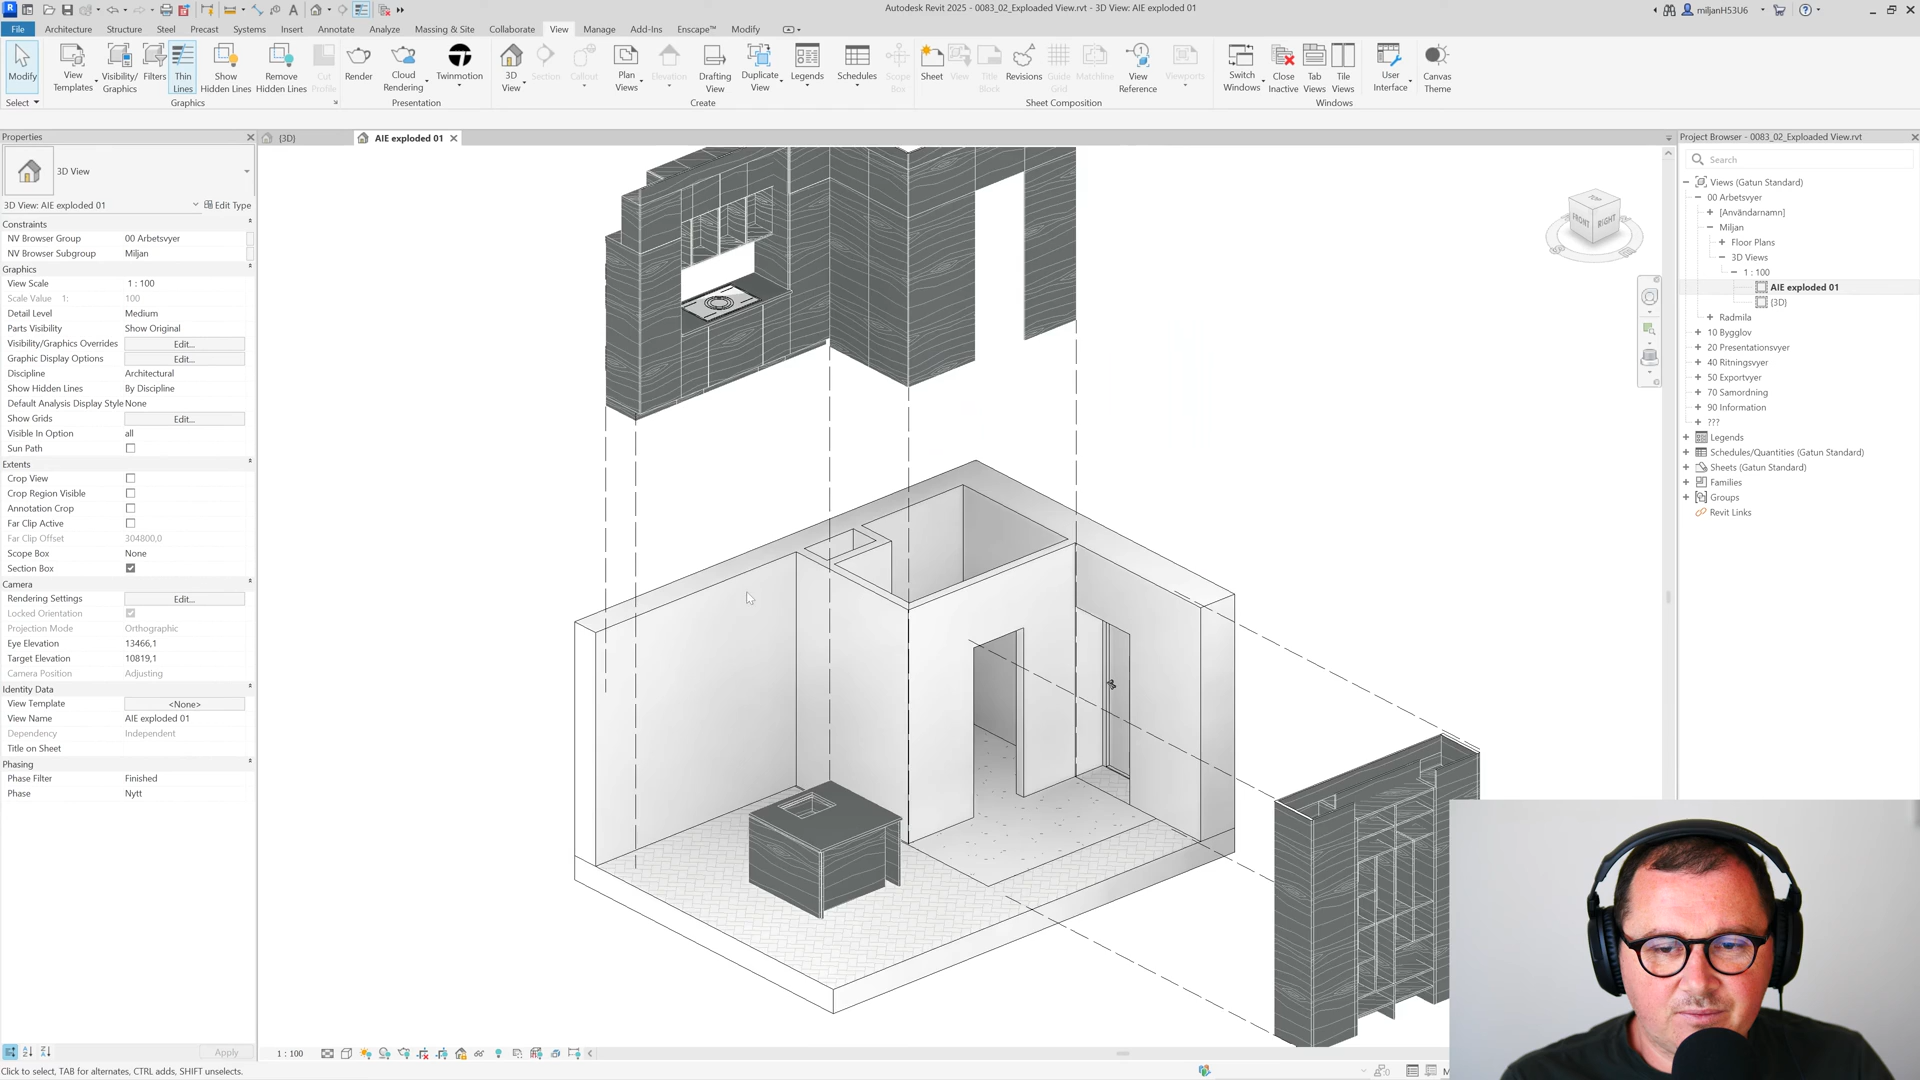 Autodesk Revit 2025 - 0083_02_Exploaded View.rvt - 3D View: AIE exploded 01
miljanH53U6
File Architecture Structure Steel Precast Systems Insert Annotate Analyze Massing & Site Collaborate View Manage Add-Ins Enscape™ Modify
Modify
View Templates
Visibility/ Graphics
Filters
Thin Lines
Show Hidden Lines
Remove Hidden Lines
Cut Profile
Render
Cloud Rendering
Twinmotion
3D View
Section
Callout
Plan Views
Elevation
Drafting View
Duplicate View
Legends
Schedules
Scope Box
Sheet
View
Title Block
Revisions
Guide Grid
Matchline
View Reference
Viewports
Switch Windows
Close Inactive
Tab Views
Tile Views
User Interface
Canvas Theme
Select
Graphics
Presentation
Create
Sheet Composition
Windows
Properties
{3D}
AIE exploded 01
3D View
3D View: AIE exploded 01
Edit Type
Constraints
NV Browser Group 00 Arbetsvyer
NV Browser Subgroup Miljan
Graphics
View Scale 1 : 100
Scale Value 1: 100
Detail Level Medium
Parts Visibility Show Original
Visibility/Graphics Overrides Edit...
Graphic Display Options Edit...
Discipline Architectural
Show Hidden Lines By Discipline
Default Analysis Display Style None
Show Grids Edit...
Visible In Option all
Sun Path
Extents
Crop View
Crop Region Visible
Annotation Crop
Far Clip Active
Far Clip Offset 304800,0
Scope Box None
Section Box
Camera
Rendering Settings Edit...
Locked Orientation
Projection Mode Orthographic
Eye Elevation 13466,1
Target Elevation 10819,1
Camera Position Adjusting
Identity Data
View Template <None>
View Name AIE exploded 01
Dependency Independent
Title on Sheet
Phasing
Phase Filter Finished
Phase Nytt
Apply
TOP
FRONT
RIGHT
Project Browser - 0083_02_Exploaded View.rvt
Search
Views (Gatun Standard)
00 Arbetsvyer
[Användarnamn]
Miljan
Floor Plans
3D Views
1 : 100
AIE exploded 01
{3D}
Radmila
10 Bygglov
20 Presentationsvyer
40 Ritningsvyer
50 Exportvyer
70 Samordning
90 Information
???
Legends
Schedules/Quantities (Gatun Standard)
Sheets (Gatun Standard)
Families
Groups
Revit Links
1 : 100
Click to select, TAB for alternates, CTRL adds, SHIFT unselects.
:0